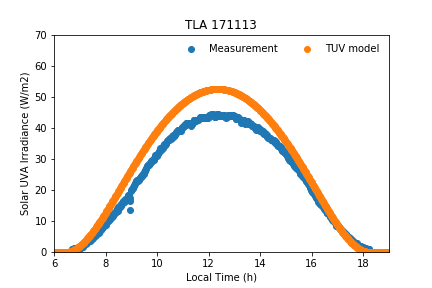 TLA 171113
Measurement
TUV model
70
60
50
40
30
20
10
0
Solar UVA Irradiance (W/m2)
6 8 10 12 14 16 18
Local Time (h)